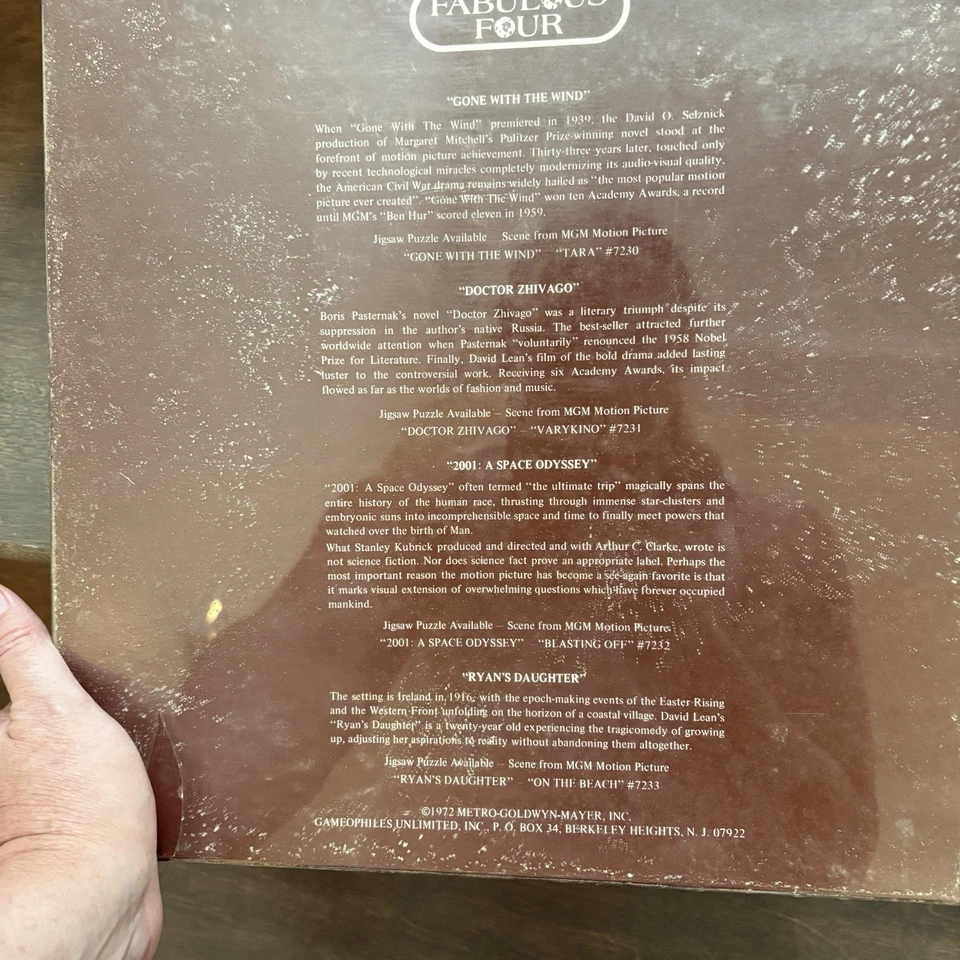 FABULOUS
FOUR
“GONE WITH THE WIND”
When “Gone With The Wind” premiered in 1939, the David O. Selznick
production of Margaret Mitchell's Pulitzer Prize-winning novel stood at the
forefront of motion picture achievement. Thirty-three years later, touched only
by recent technological miracles completely modernizing its audio-visual quality,
the American Civil War drama remains widely hailed as “the most popular motion
picture ever created”. “Gone With The Wind” won ten Academy Awards, a record
until MGM's “Ben Hur” scored eleven in 1959.
Jigsaw Puzzle Available – Scene from MGM Motion Picture
“GONE WITH THE WIND” “TARA” #7230
“DOCTOR ZHIVAGO”
Boris Pasternak's novel “Doctor Zhivago” was a literary triumph despite its
suppression in the author's native Russia. The best-seller attracted further
worldwide attention when Pasternak “voluntarily” renounced the 1958 Nobel
Prize for Literature. Finally, David Lean's film of the bold drama added lasting
luster to the controversial work. Receiving six Academy Awards, its impact
flowed as far as the worlds of fashion and music.
Jigsaw Puzzle Available – Scene from MGM Motion Picture
“DOCTOR ZHIVAGO” – “VARYKINO” #7231
“2001: A SPACE ODYSSEY”
“2001: A Space Odyssey” often termed “the ultimate trip” magically spans the
entire history of the human race, thrusting through immense star-clusters and
embryonic suns into incomprehensible space and time to finally meet powers that
watched over the birth of Man.
What Stanley Kubrick produced and directed and with Arthur C. Clarke, wrote is
not science fiction. Nor does science fact prove an appropriate label. Perhaps the
most important reason the motion picture has become a see-again favorite is that
it marks visual extension of overwhelming questions which have forever occupied
mankind.
Jigsaw Puzzle Available – Scene from MGM Motion Picture
“2001: A SPACE ODYSSEY” “BLASTING OFF” #7232
“RYAN'S DAUGHTER”
The setting is Ireland in 1916, with the epoch-making events of the Easter Rising
and the Western Front unfolding on the horizon of a coastal village. David Lean's
“Ryan's Daughter” is a twenty-year old experiencing the tragicomedy of growing
up, adjusting her aspirations to reality without abandoning them altogether.
Jigsaw Puzzle Available – Scene from MGM Motion Picture
“RYAN'S DAUGHTER” – “ON THE BEACH” #7233
©1972 METRO-GOLDWYN-MAYER, INC.
GAMEOPHILES UNLIMITED, INC., P. O. BOX 34, BERKELEY HEIGHTS, N. J. 07922